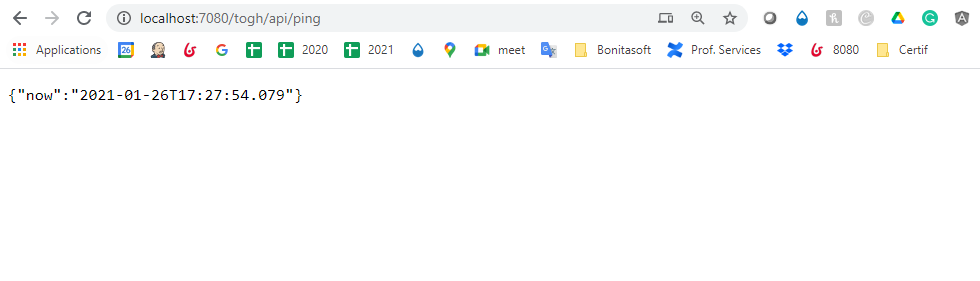 localhost:7080/togh/api/ping
Applications 26 2020 2021 meet Bonitasoft Prof. Services 8080 Certif
{"now":"2021-01-26T17:27:54.079"}